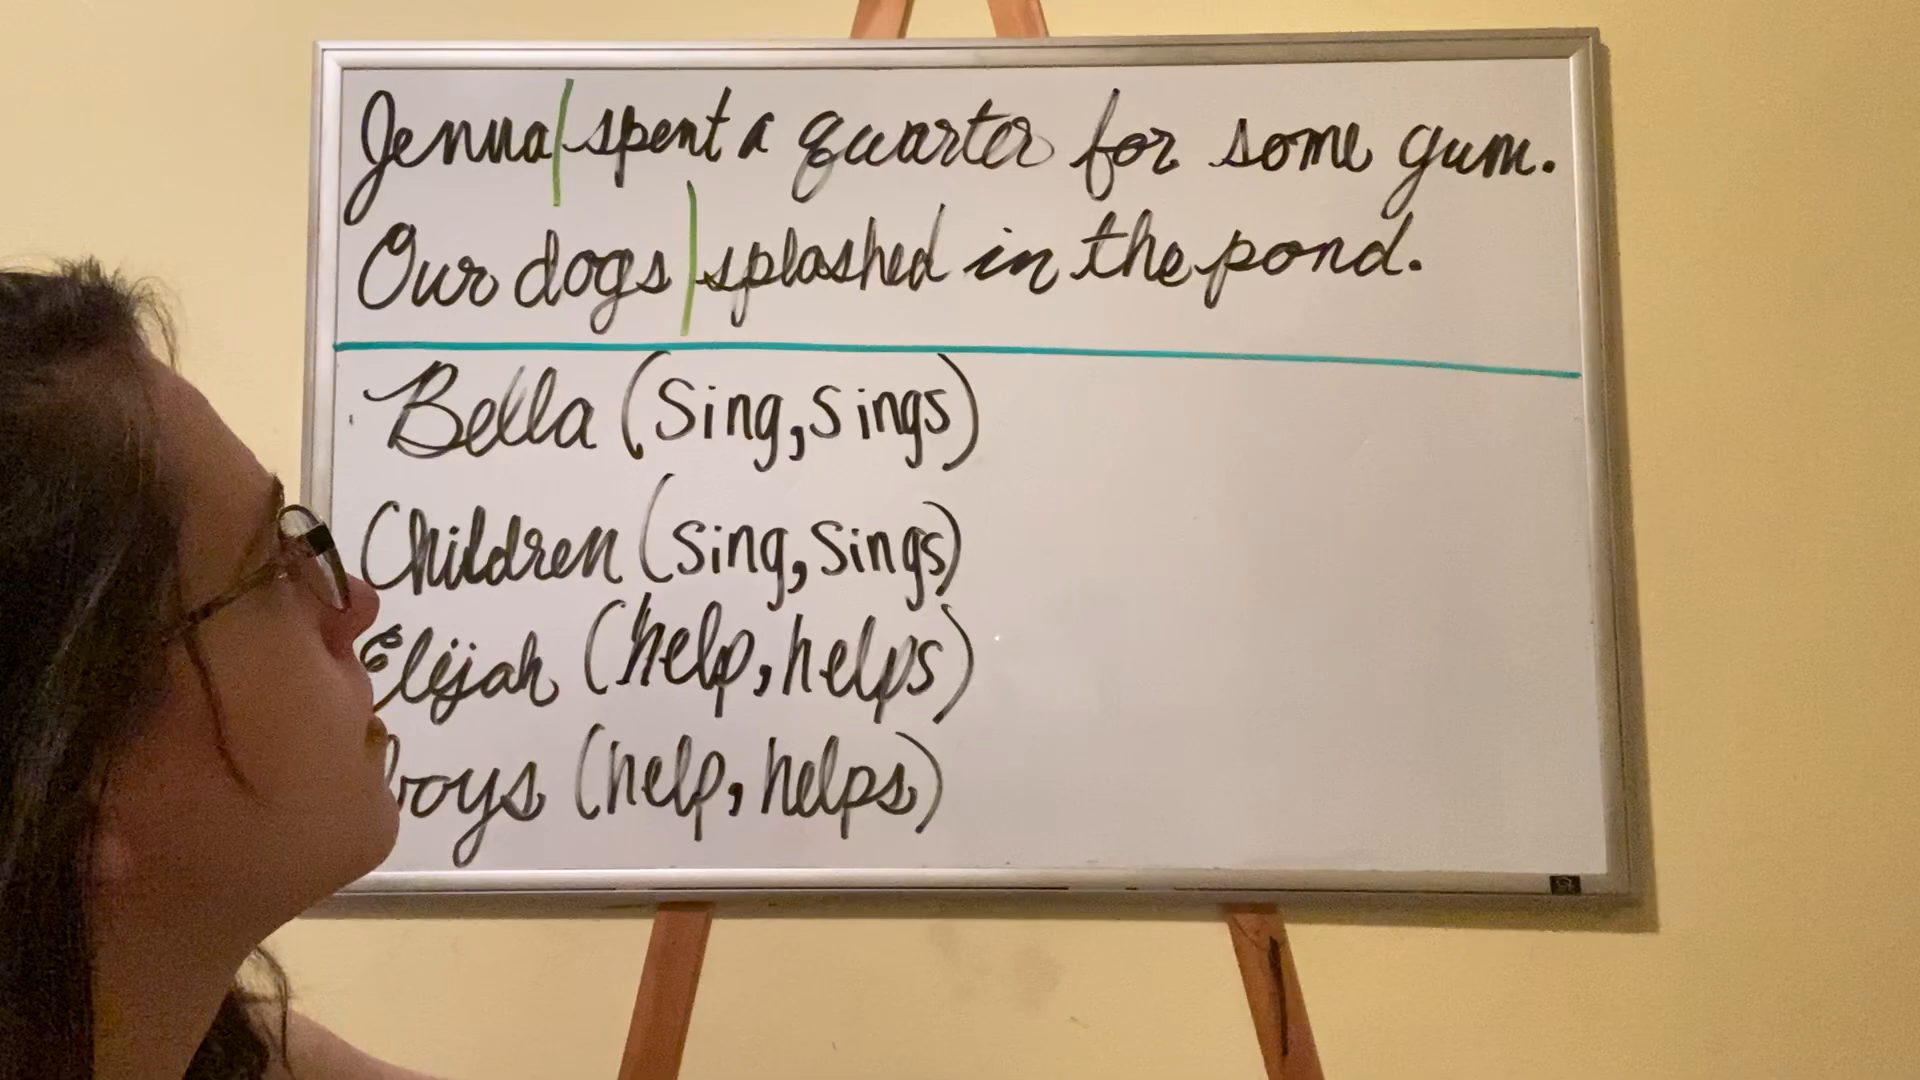 Jenna spent a quarter for some gum.
Our dogs splashed in the pond.
Bella (sing, sings)
Children (sing, sings)
Elijah (help, helps)
boys (help, helps)